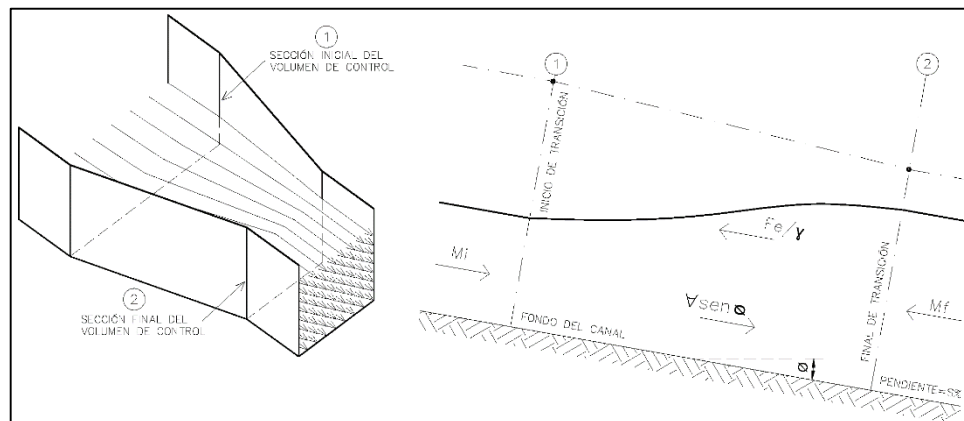 1
SECCIÓN INICIAL DEL
VOLUMEN DE CONTROL
2
SECCIÓN FINAL DEL
VOLUMEN DE CONTROL
1
2
INICIO DE TRANSICIÓN
Fe/γ
Mi
∀sen ø
FINAL DE TRANSICIÓN
Mf
FONDO DEL CANAL
ø
PENDIENTE=S%